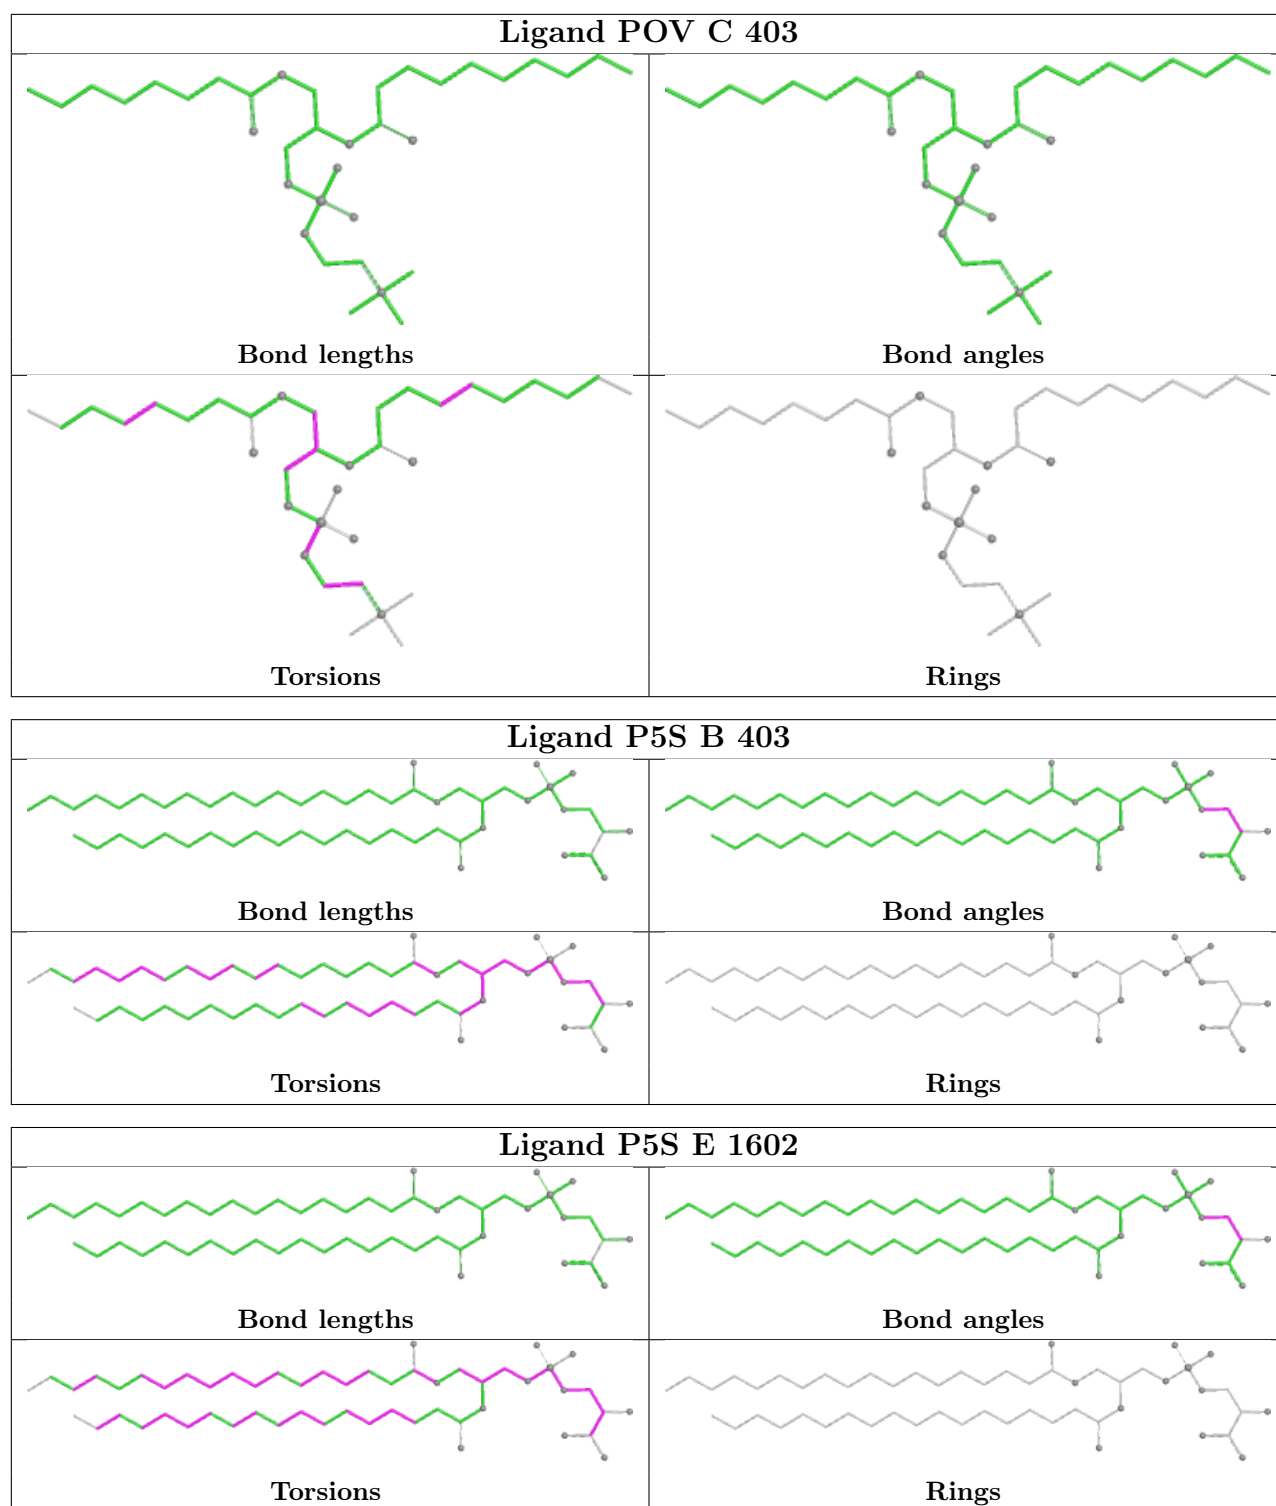 Ligand POV C 403
Bond lengths
Bond angles
Torsions
Rings
Ligand P5S B 403
Bond lengths
Bond angles
Torsions
Rings
Ligand P5S E 1602
Bond lengths
Bond angles
Torsions
Rings